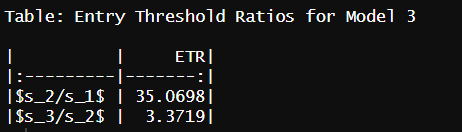 Table: Entry Threshold Ratios for Model 3
|          |     ETR|
|:---------|-------:|
|$s_2/s_1$ | 35.0698|
|$s_3/s_2$ |  3.3719|